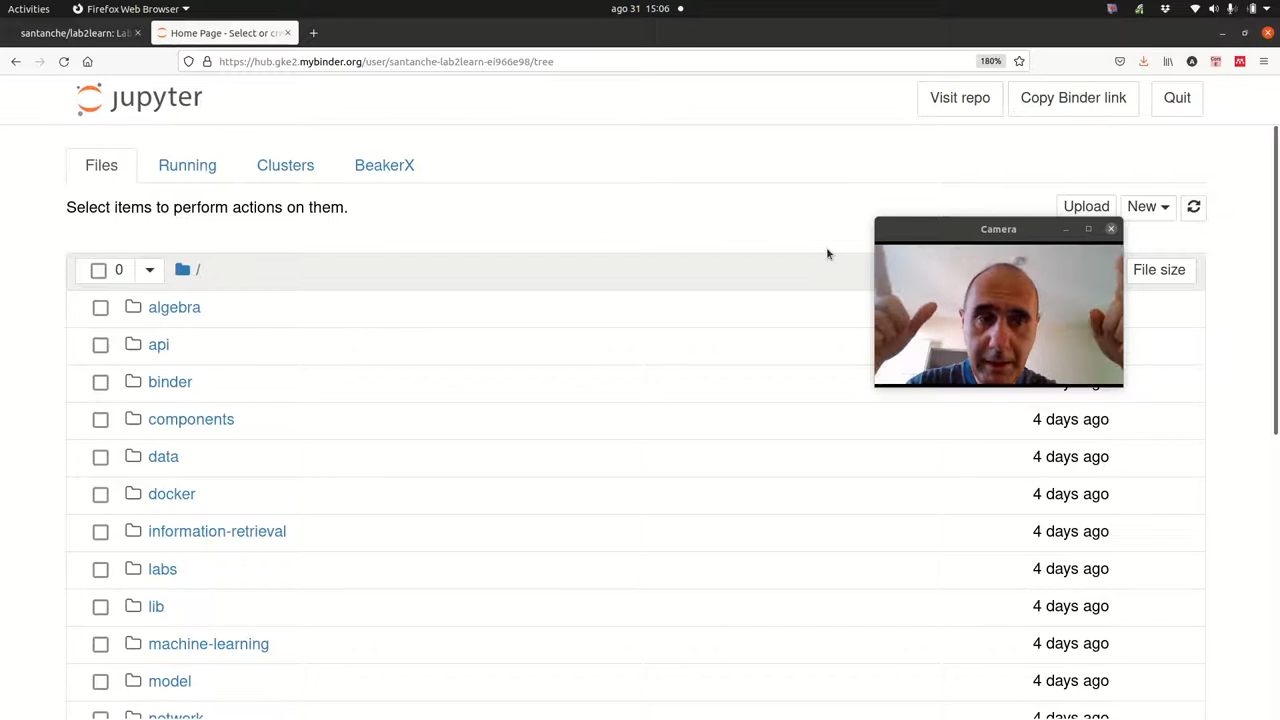 Activities
Firefox Web Browser
ago 31 15:06
santanche/lab2learn: Lab
Home Page - Select or cre
https://hub.gke2.mybinder.org/user/santanche-lab2learn-ei966e98/tree
180%
jupyter
Visit repo
Copy Binder link
Quit
Files
Running
Clusters
BeakerX
Select items to perform actions on them.
Upload
New
Camera
0
/
File size
algebra
api
binder
components
4 days ago
data
4 days ago
docker
4 days ago
information-retrieval
4 days ago
labs
4 days ago
lib
4 days ago
machine-learning
4 days ago
model
4 days ago
network